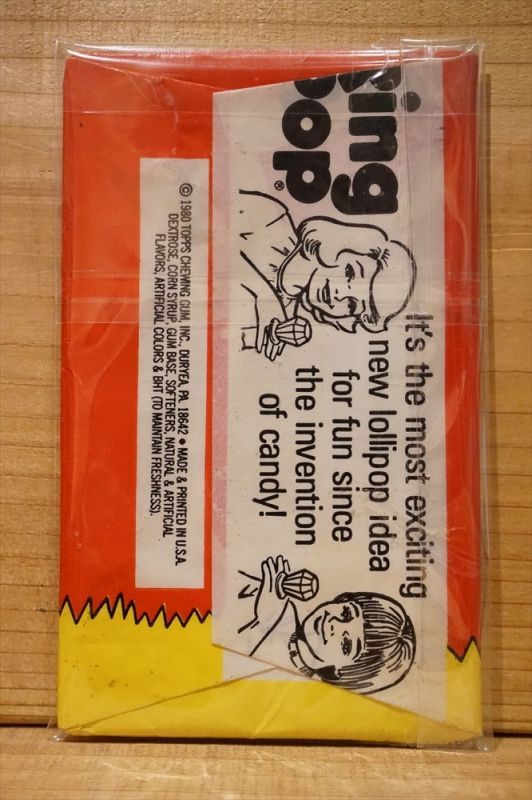 ing
pop®
It's the most exciting
new lollipop idea
for fun since
the invention
of candy!
© 1980 TOPPS CHEWING GUM, INC., DURYEA, PA. 18642 • MADE & PRINTED IN U.S.A.
DEXTROSE, CORN SYRUP, GUM BASE, SOFTENERS, NATURAL & ARTIFICIAL
FLAVORS, ARTIFICIAL COLORS & BHT (TO MAINTAIN FRESHNESS).